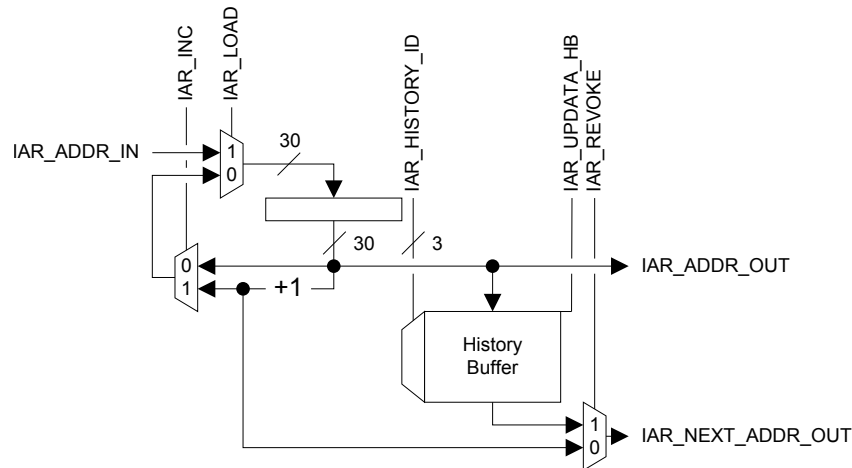 IAR_INC
IAR_LOAD
IAR_HISTORY_ID
IAR_UPDATA_HB
IAR_REVOKE
IAR_ADDR_IN
1
0
30
30
3
0
1
+1
IAR_ADDR_OUT
History
Buffer
1
0
IAR_NEXT_ADDR_OUT